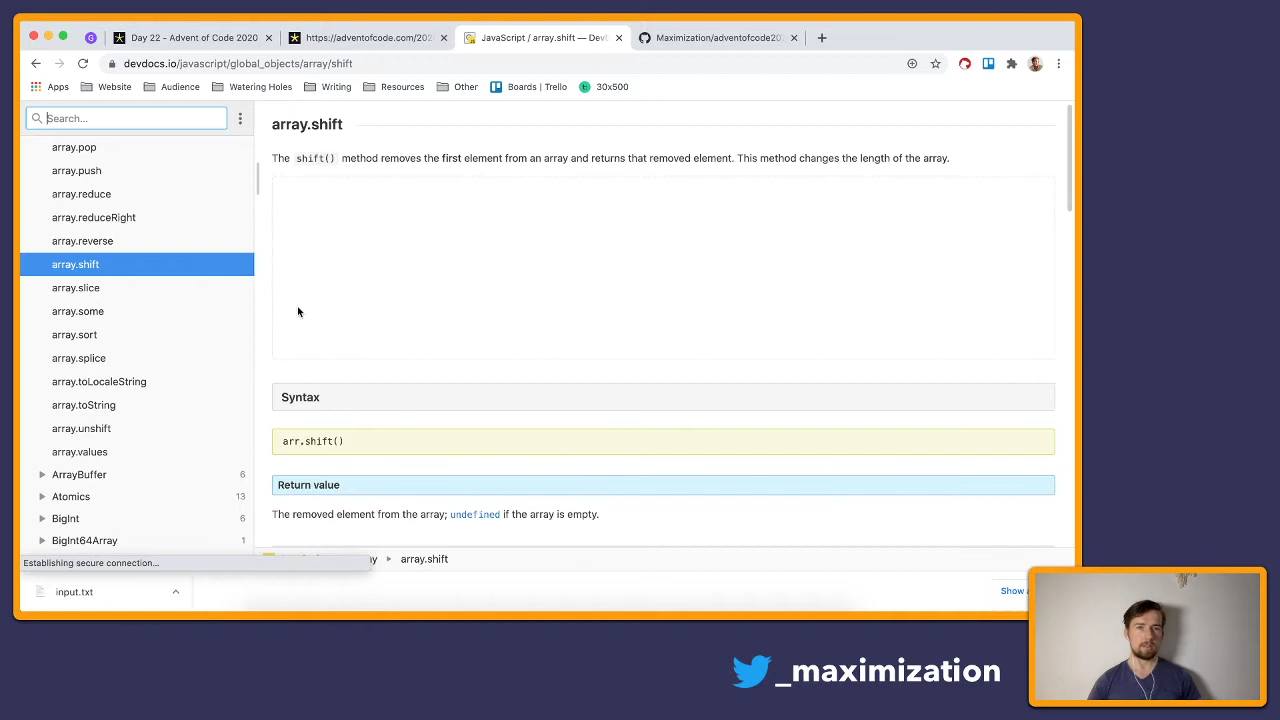 Day 22 - Advent of Code 2020
https://adventofcode.com/202
JavaScript / array.shift — Dev
Maximization/adventofcode20
devdocs.io/javascript/global_objects/array/shift
Apps
Website
Audience
Watering Holes
Writing
Resources
Other
Boards | Trello
30x500
Search...
array.pop
array.push
array.reduce
array.reduceRight
array.reverse
array.shift
array.slice
array.some
array.sort
array.splice
array.toLocaleString
array.toString
array.unshift
array.values
ArrayBuffer 6
Atomics 13
BigInt 6
BigInt64Array 1
array.shift
The shift() method removes the first element from an array and returns that removed element. This method changes the length of the array.
Syntax
arr.shift()
Return value
The removed element from the array; undefined if the array is empty.
array.shift
Establishing secure connection...
input.txt
Show
_maximization